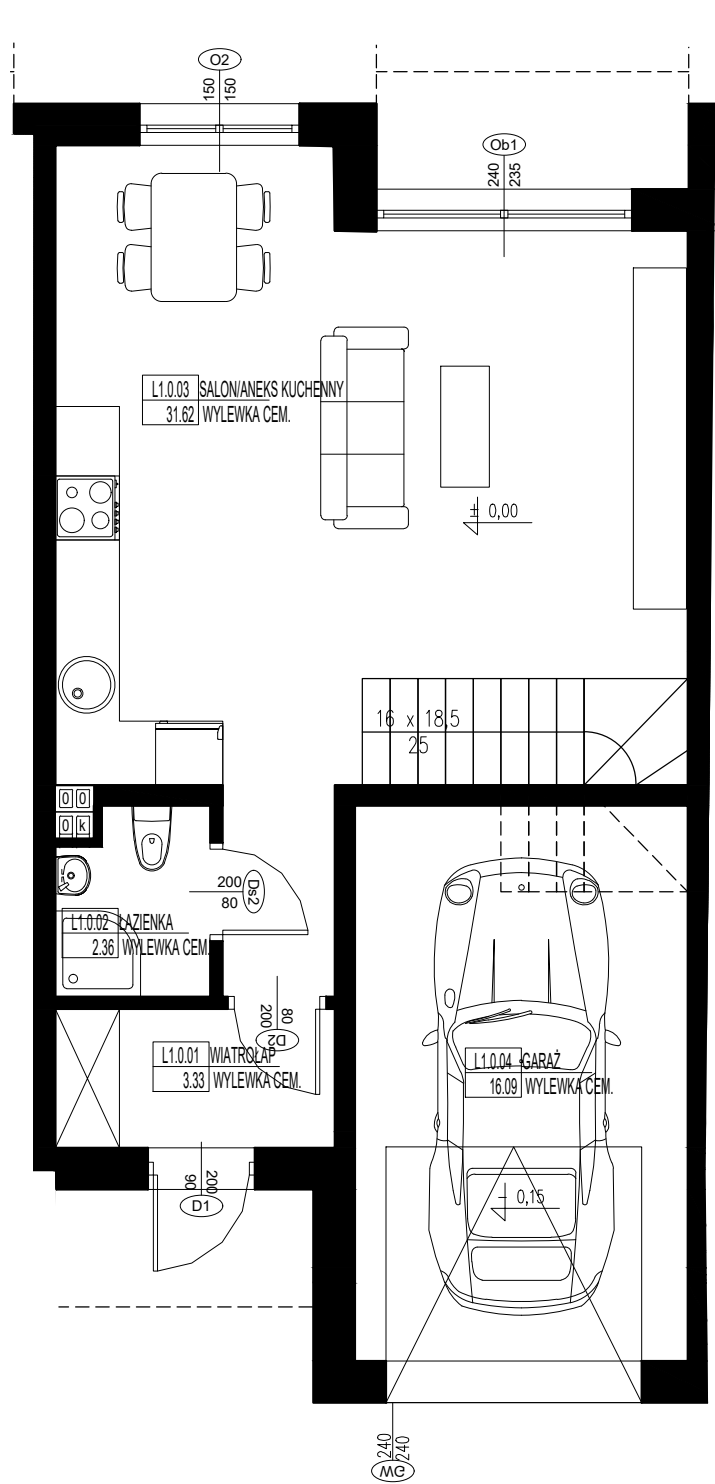 O2
150
150
Ob1
240
235
L1.0.03 SALON/ANEKS KUCHENNY
31.62 WYLEWKA CEM.
± 0,00
16 x 18,5
25
0 0
0 k
200
80
Ds2
L1.0.02 ŁAZIENKA
2.36 WYLEWKA CEM.
80
200
D2
L1.0.01 WIATROŁAP
3.33 WYLEWKA CEM.
L1.0.04 GARAŻ
16.09 WYLEWKA CEM.
90
200
D1
- 0,15
240
240
GW